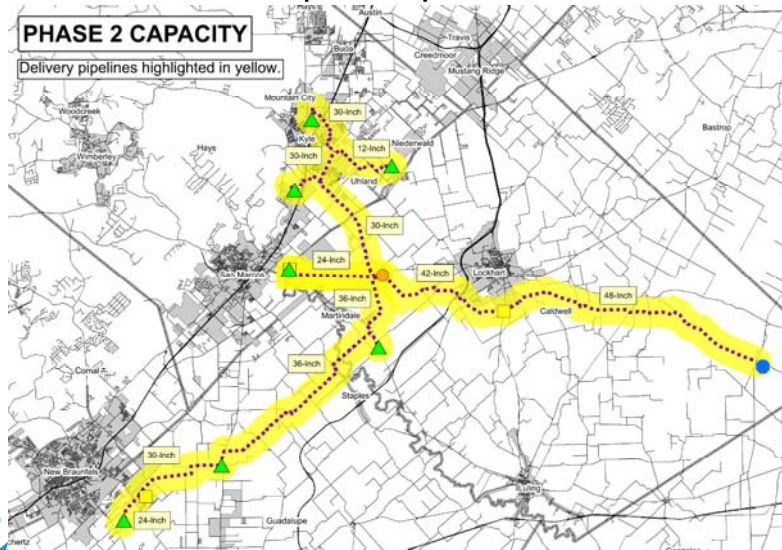 PHASE 2 CAPACITY
Delivery pipelines highlighted in yellow.
Austin
Hays
Buda
Travis
Creedmoor
Mustang Ridge
Mountain City
30-Inch
Woodcreek
Kyle
Hays
Bastrop
Wimberley
12-Inch
Niederwald
30-Inch
Uhland
30-Inch
24-Inch
San Marcos
42-Inch
Lockhart
48-Inch
36-Inch
Martindale
Caldwell
36-Inch
Comal
Staples
30-Inch
New Braunfels
Luling
24-Inch
Guadalupe